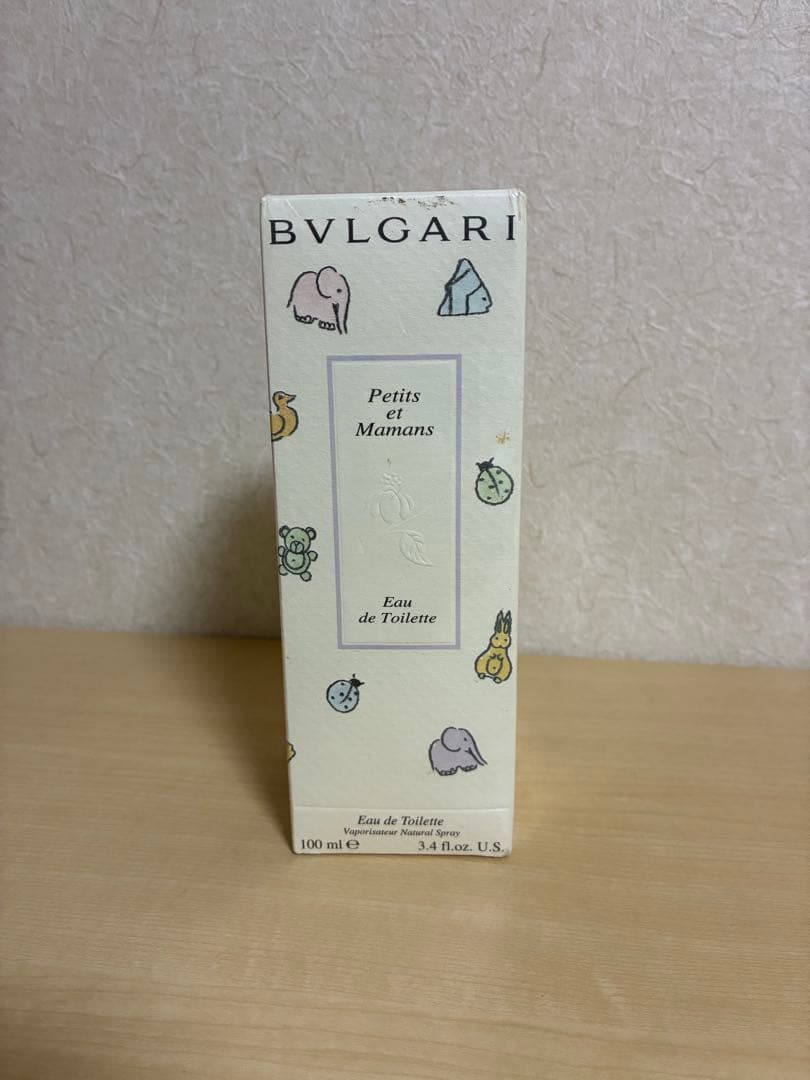 BVLGARI
Petits
et
Mamans
Eau
de Toilette
Eau de Toilette
Vaporisateur Natural Spray
100 ml ℮ 3.4 fl.oz. U.S.